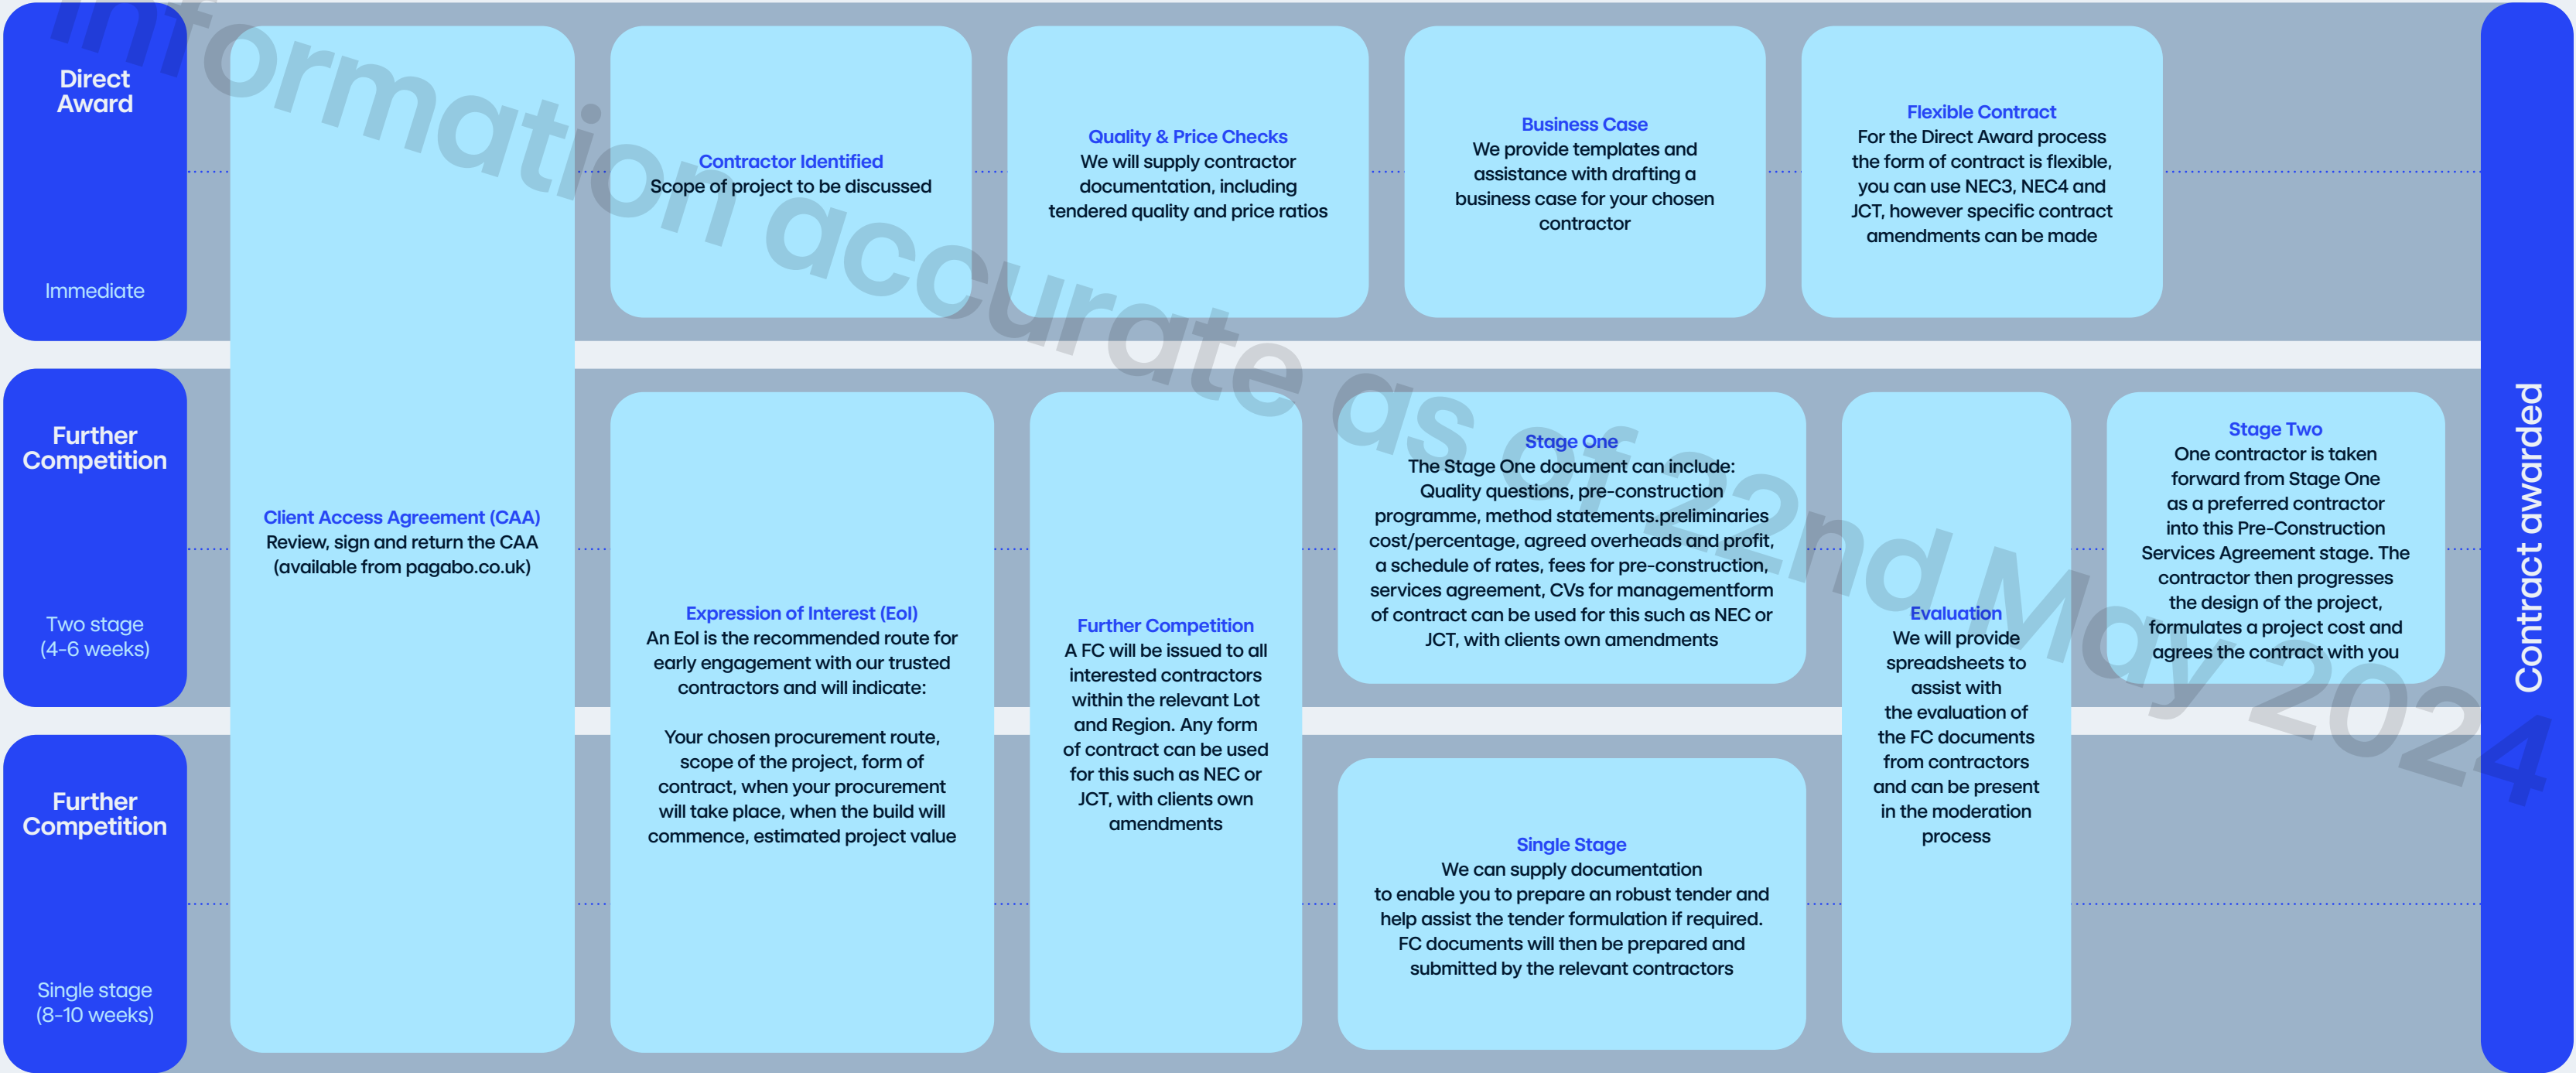 Direct
Award
Immediate
Client Access Agreement (CAA)
Review, sign and return the CAA
(available from pagabo.co.uk)
Contractor Identified
Scope of project to be discussed
Quality & Price Checks
We will supply contractor
documentation, including
tendered quality and price ratios
Business Case
We provide templates and
assistance with drafting a
business case for your chosen
contractor
Flexible Contract
For the Direct Award process
the form of contract is flexible,
you can use NEC3, NEC4 and
JCT, however specific contract
amendments can be made
Further
Competition
Two stage
(4-6 weeks)
Expression of Interest (EoI)
An EoI is the recommended route for
early engagement with our trusted
contractors and will indicate:
Your chosen procurement route,
scope of the project, form of
contract, when your procurement
will take place, when the build will
commence, estimated project value
Further Competition
A FC will be issued to all
interested contractors
within the relevant Lot
and Region. Any form
of contract can be used
for this such as NEC or
JCT, with clients own
amendments
Stage One
The Stage One document can include:
Quality questions, pre-construction
programme, method statements.preliminaries
cost/percentage, agreed overheads and profit,
a schedule of rates, fees for pre-construction,
services agreement, CVs for managementform
of contract can be used for this such as NEC or
JCT, with clients own amendments
Evaluation
We will provide
spreadsheets to
assist with
the evaluation of
the FC documents
from contractors
and can be present
in the moderation
process
Stage Two
One contractor is taken
forward from Stage One
as a preferred contractor
into this Pre-Construction
Services Agreement stage. The
contractor then progresses
the design of the project,
formulates a project cost and
agrees the contract with you
Further
Competition
Single stage
(8-10 weeks)
Single Stage
We can supply documentation
to enable you to prepare an robust tender and
help assist the tender formulation if required.
FC documents will then be prepared and
submitted by the relevant contractors
Contract awarded
Information accurate as of 22nd May 2024